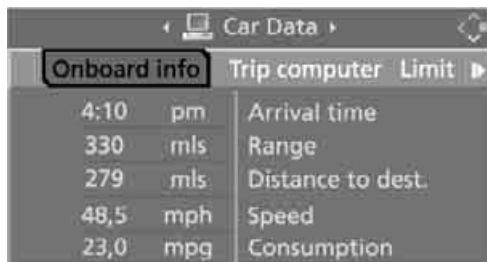 Car Data
Onboard info Trip computer Limit
4:10 pm Arrival time
330 mls Range
279 mls Distance to dest.
48,5 mph Speed
23,0 mpg Consumption